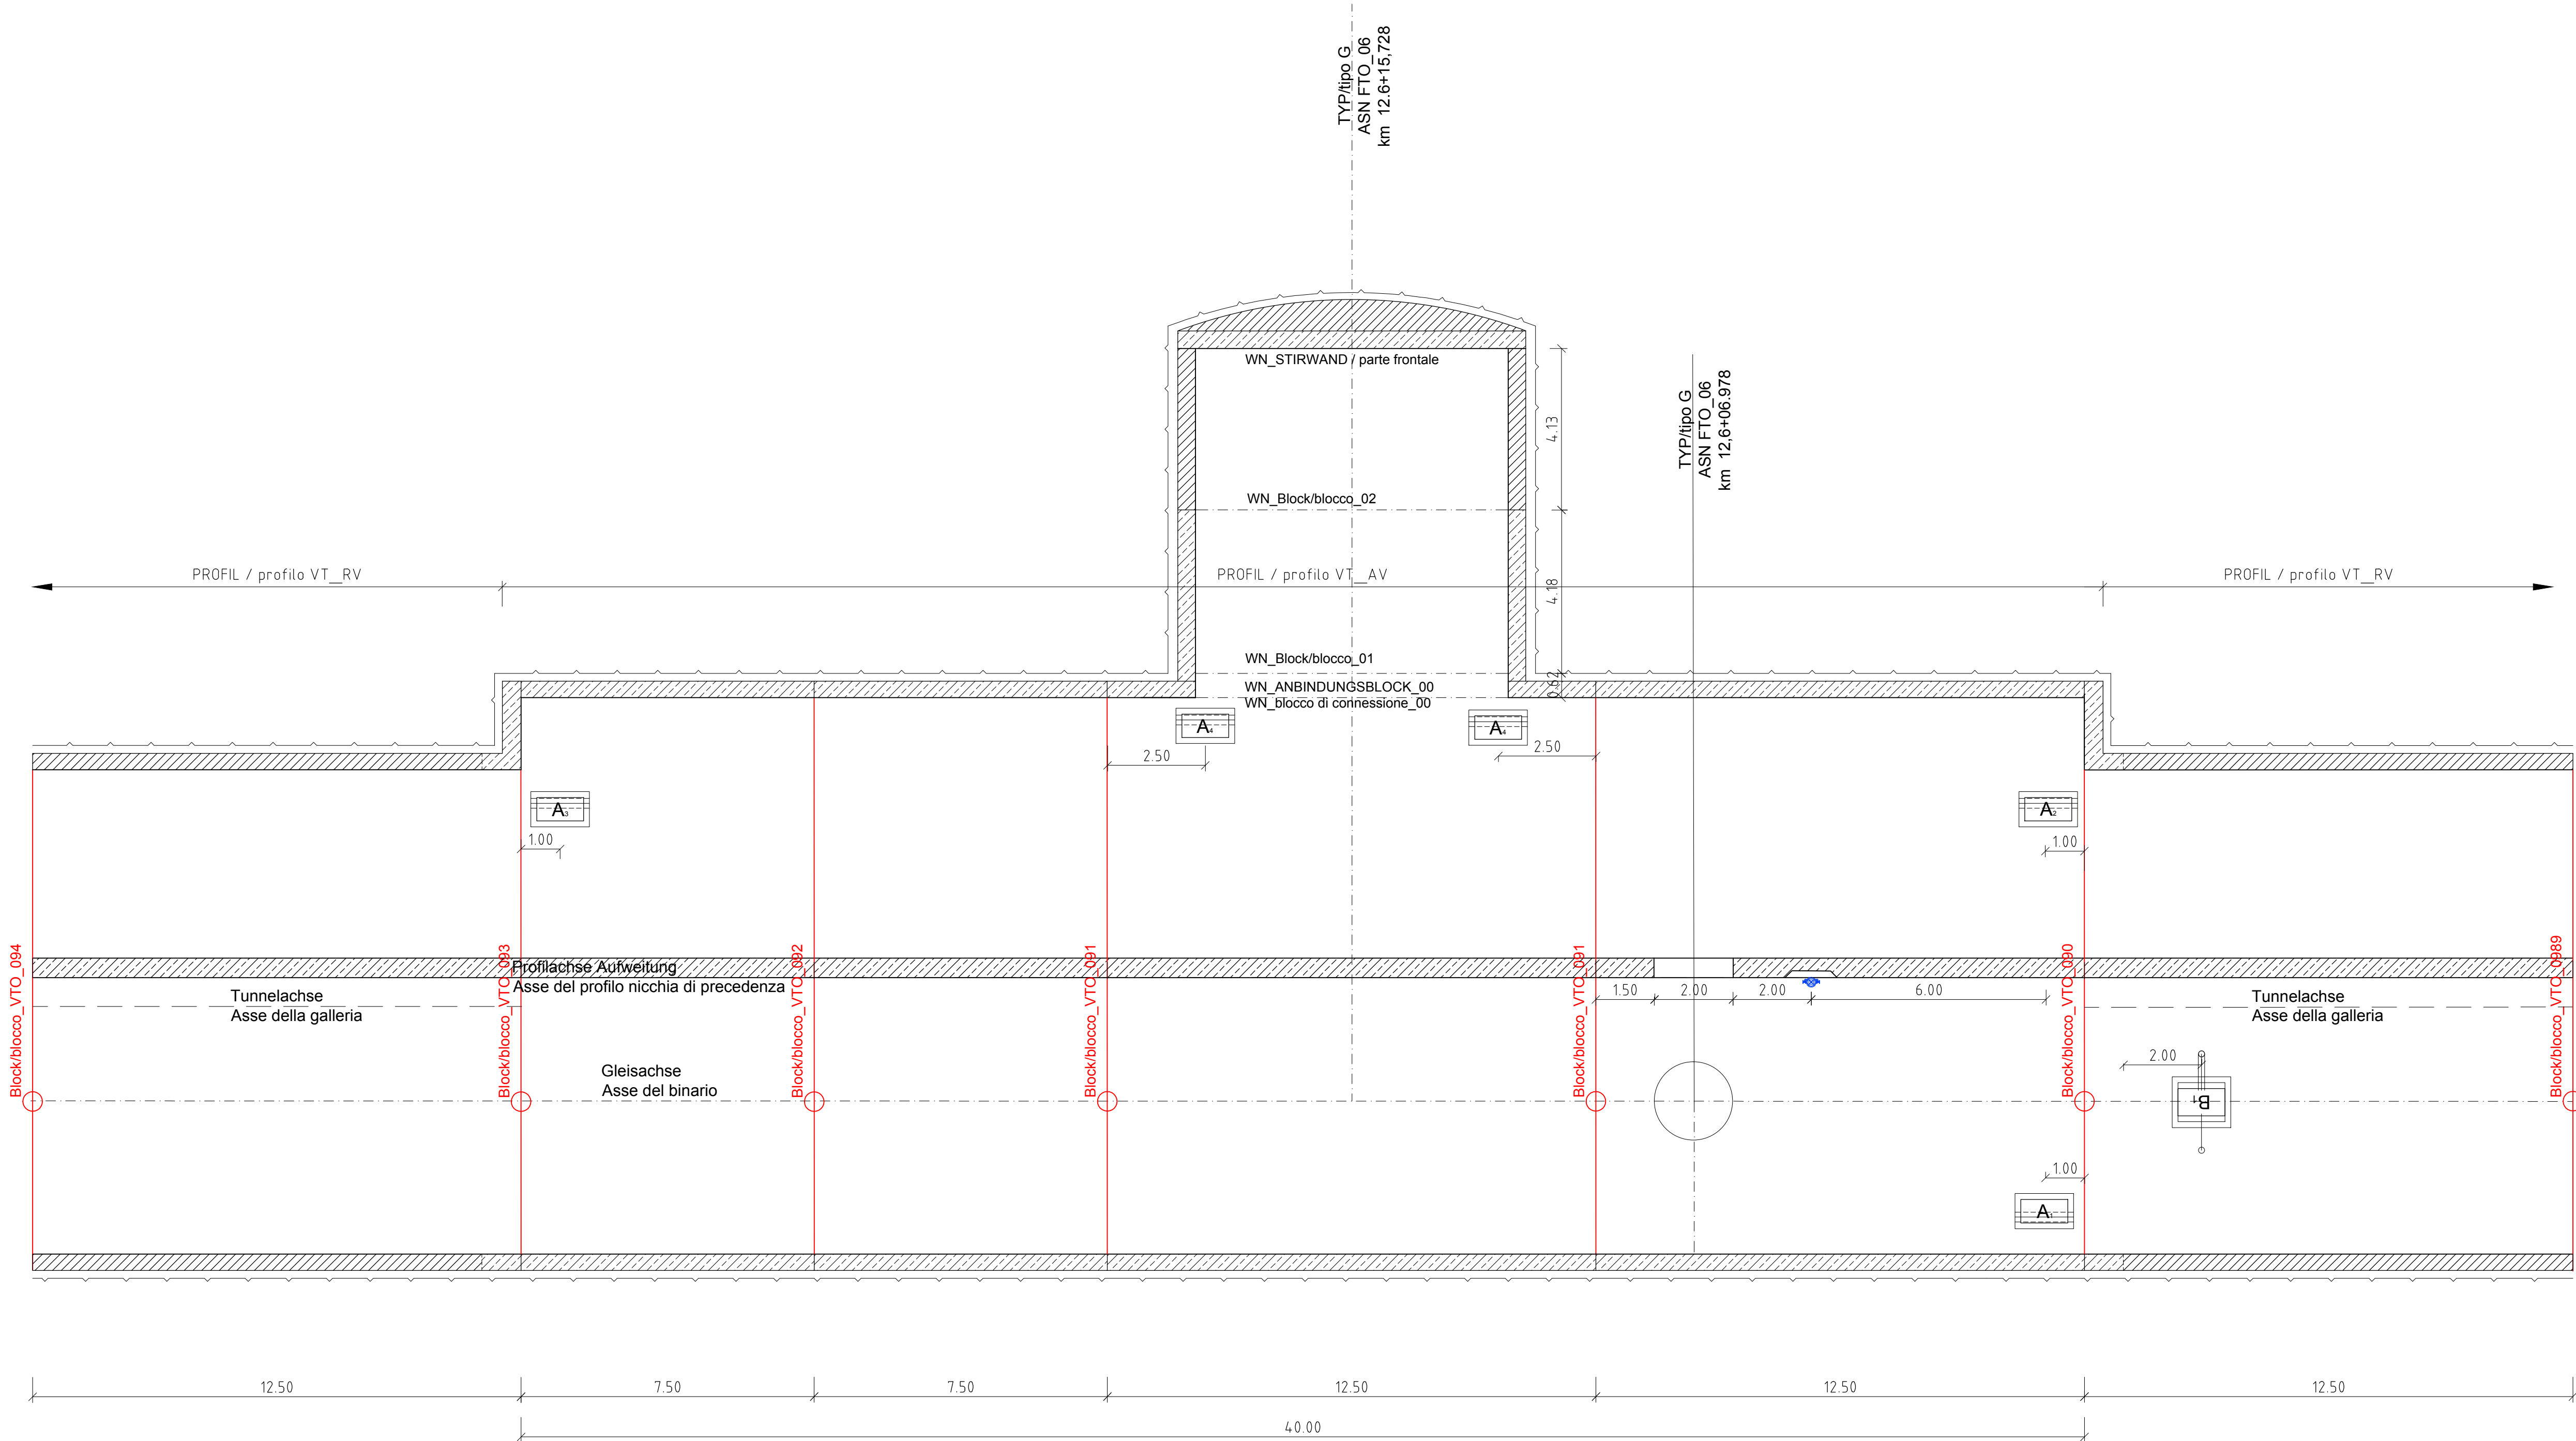 TYP/tipo G
ASN FTO_06
km 12.6+15,728
WN_STIRWAND / parte frontale
4.13
TYP/tipo G
ASN FTO_06
km 12,6+06.978
WN_Block/blocco_02
PROFIL / profilo VT__RV
PROFIL / profilo VT__AV
4.18
PROFIL / profilo VT__RV
WN_Block/blocco_01
WN_ANBINDUNGSBLOCK_00
WN_blocco di connessione_00
0.62
A4
A4
2.50
2.50
A3
A2
1.00
1.00
Block/blocco_VTO_094
Block/blocco_VTO_093
Block/blocco_VTO_092
Block/blocco_VTO_091
Block/blocco_VTO_091
Block/blocco_VTO_090
Block/blocco_VTO_0989
Profilachse Aufweitung
Asse del profilo nicchia di precedenza
Tunnelachse
Asse della galleria
1.50
2.00
2.00
6.00
Tunnelachse
Asse della galleria
Gleisachse
Asse del binario
2.00
B1
1.00
A1
12.50
7.50
7.50
12.50
12.50
12.50
40.00